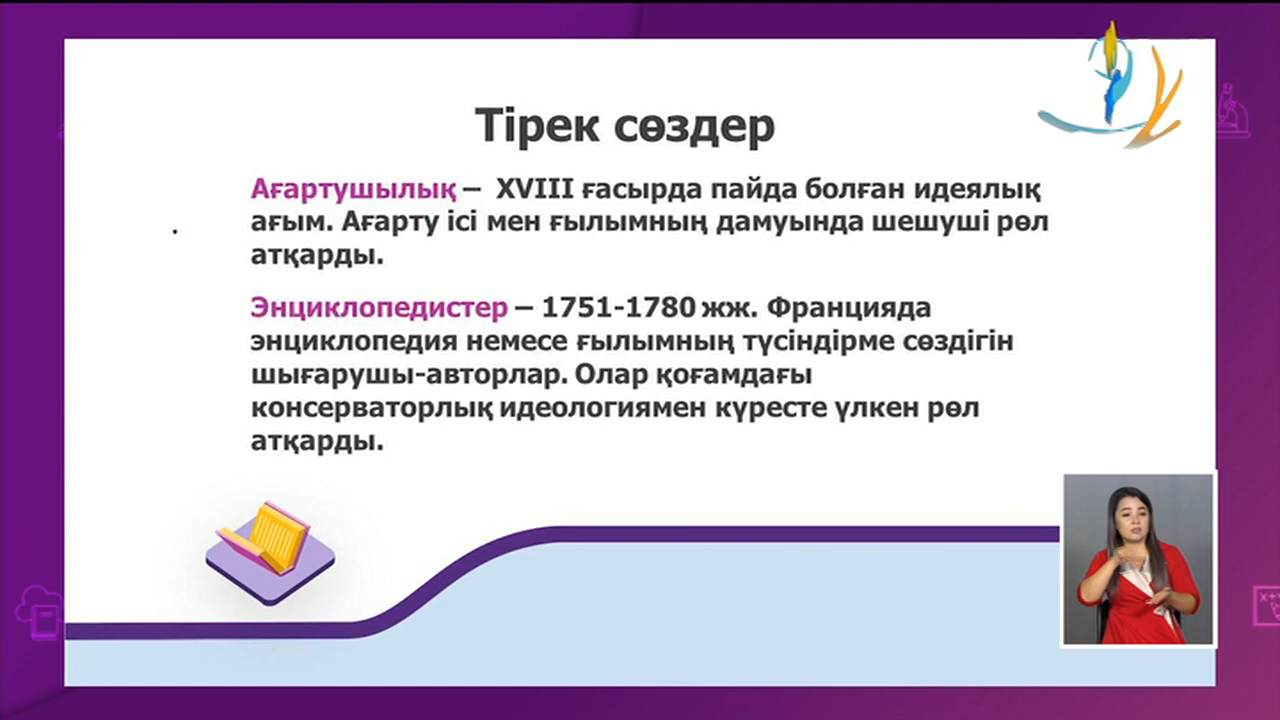 Тірек сөздер
Ағартушылық – XVIII ғасырда пайда болған идеялық
ағым. Ағарту ісі мен ғылымның дамуында шешуші рөл
атқарды.
Энциклопедистер – 1751-1780 жж. Францияда
энциклопедия немесе ғылымның түсіндірме сөздігін
шығарушы-авторлар. Олар қоғамдағы
консерваторлық идеологиямен күресте үлкен рөл
атқарды.